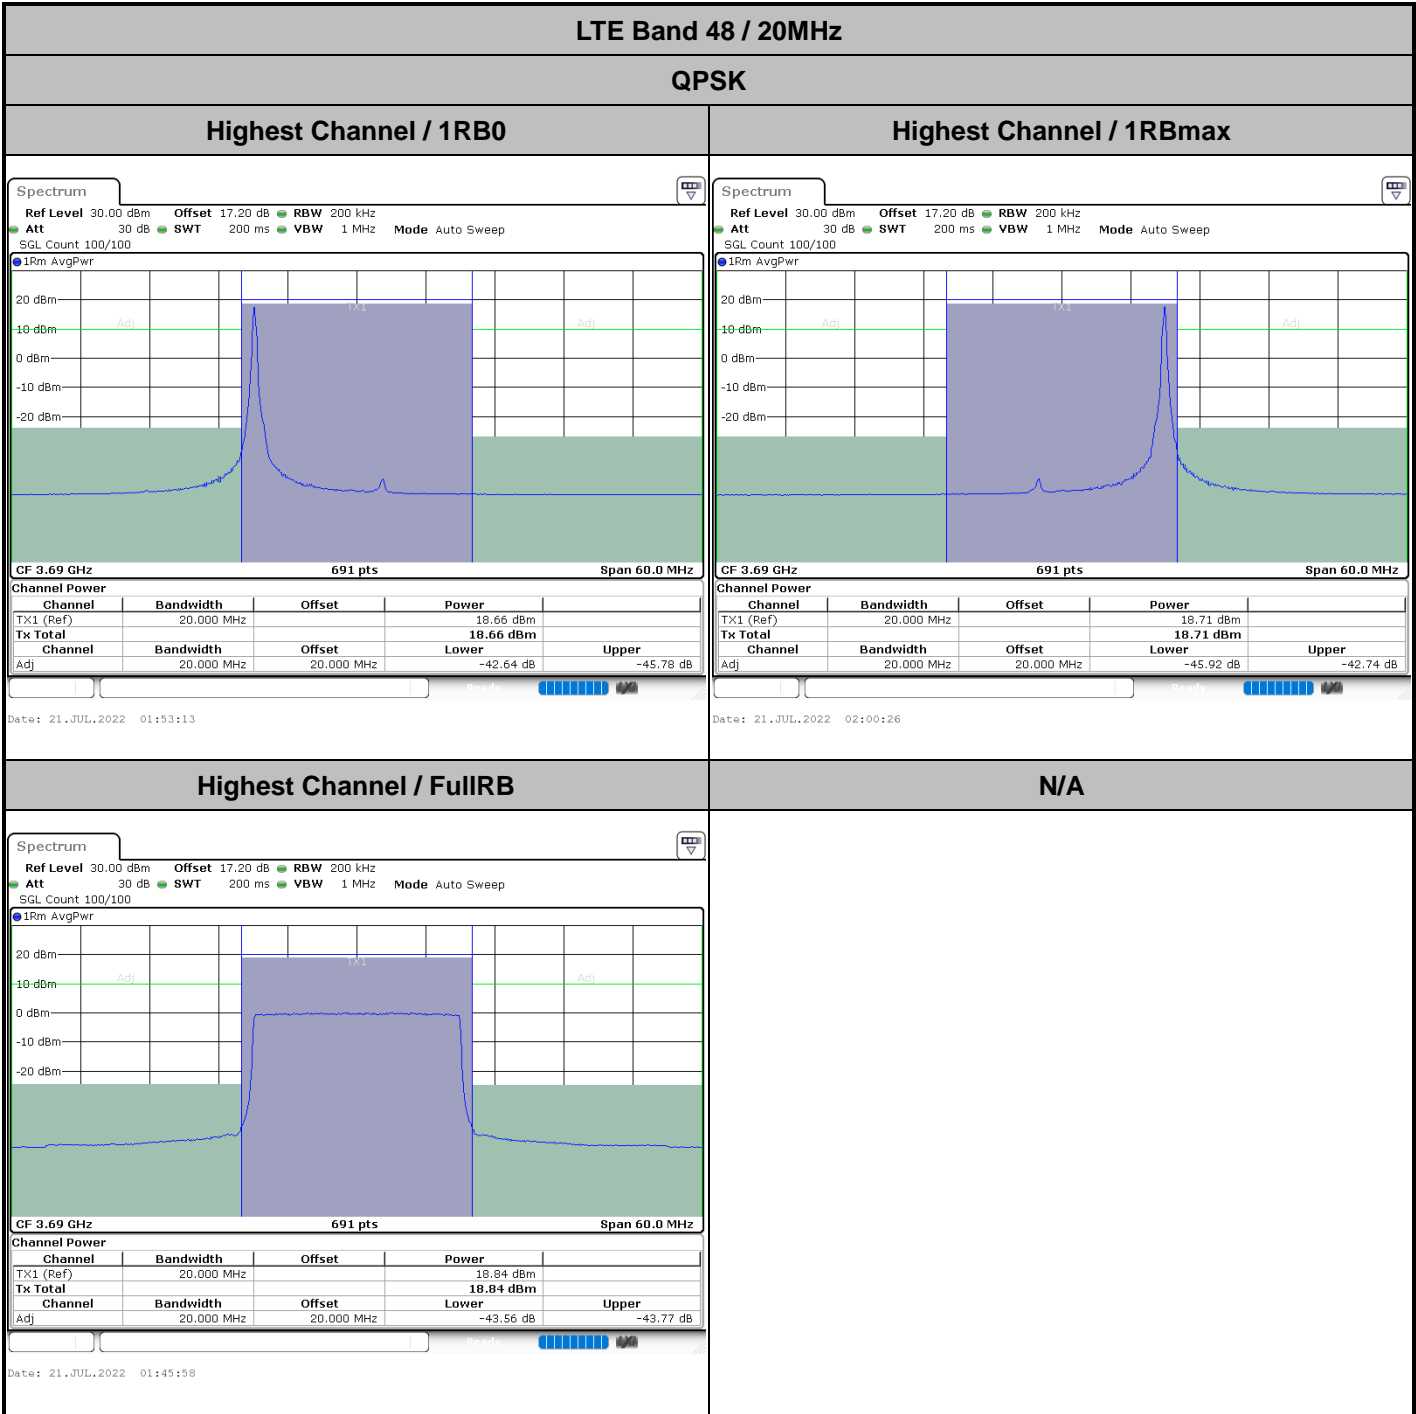 LTE Band 48 / 20MHz
QPSK
Highest Channel / 1RB0
Highest Channel / 1RBmax
Spectrum
Ref Level 30.00 dBm Offset 17.20 dB RBW 200 kHz
Att 30 dB SWT 200 ms VBW 1 MHz Mode Auto Sweep
SGL Count 100/100
1Rm AvgPwr
TX1
20 dBm
Adj
Adj
10 dBm
0 dBm
-10 dBm
-20 dBm
CF 3.69 GHz 691 pts Span 60.0 MHz
Channel Power
Channel Bandwidth Offset Power
TX1 (Ref) 20.000 MHz 18.66 dBm
Tx Total 18.66 dBm
Channel Bandwidth Offset Lower Upper
Adj 20.000 MHz 20.000 MHz -42.64 dB -45.78 dB
Ready
Date: 21.JUL.2022 01:53:13
Spectrum
Ref Level 30.00 dBm Offset 17.20 dB RBW 200 kHz
Att 30 dB SWT 200 ms VBW 1 MHz Mode Auto Sweep
SGL Count 100/100
1Rm AvgPwr
TX1
20 dBm
Adj
Adj
10 dBm
0 dBm
-10 dBm
-20 dBm
CF 3.69 GHz 691 pts Span 60.0 MHz
Channel Power
Channel Bandwidth Offset Power
TX1 (Ref) 20.000 MHz 18.71 dBm
Tx Total 18.71 dBm
Channel Bandwidth Offset Lower Upper
Adj 20.000 MHz 20.000 MHz -45.92 dB -42.74 dB
Ready
Date: 21.JUL.2022 02:00:26
Highest Channel / FullRB
N/A
Spectrum
Ref Level 30.00 dBm Offset 17.20 dB RBW 200 kHz
Att 30 dB SWT 200 ms VBW 1 MHz Mode Auto Sweep
SGL Count 100/100
1Rm AvgPwr
20 dBm
TX1
Adj
Adj
10 dBm
0 dBm
-10 dBm
-20 dBm
CF 3.69 GHz 691 pts Span 60.0 MHz
Channel Power
Channel Bandwidth Offset Power
TX1 (Ref) 20.000 MHz 18.84 dBm
Tx Total 18.84 dBm
Channel Bandwidth Offset Lower Upper
Adj 20.000 MHz 20.000 MHz -43.56 dB -43.77 dB
Ready
Date: 21.JUL.2022 01:45:58